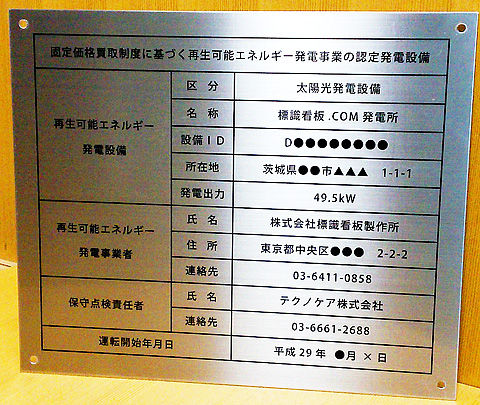 固定価格買取制度に基づく再生可能エネルギー発電事業の認定発電設備
再生可能エネルギー
発電設備
区 分 太陽光発電設備
名 称 標識看板.COM発電所
設備ID D●●●●●●●●●
所在地 茨城県●●市▲▲▲ 1-1-1
発電出力 49.5kW
再生可能エネルギー
発電事業者
氏 名 株式会社標識看板製作所
住 所 東京都中央区●●● 2-2-2
連絡先 03-6411-0858
保守点検責任者
氏 名 テクノケア株式会社
連絡先 03-6661-2688
運転開始年月日 平成29年 ●月×日